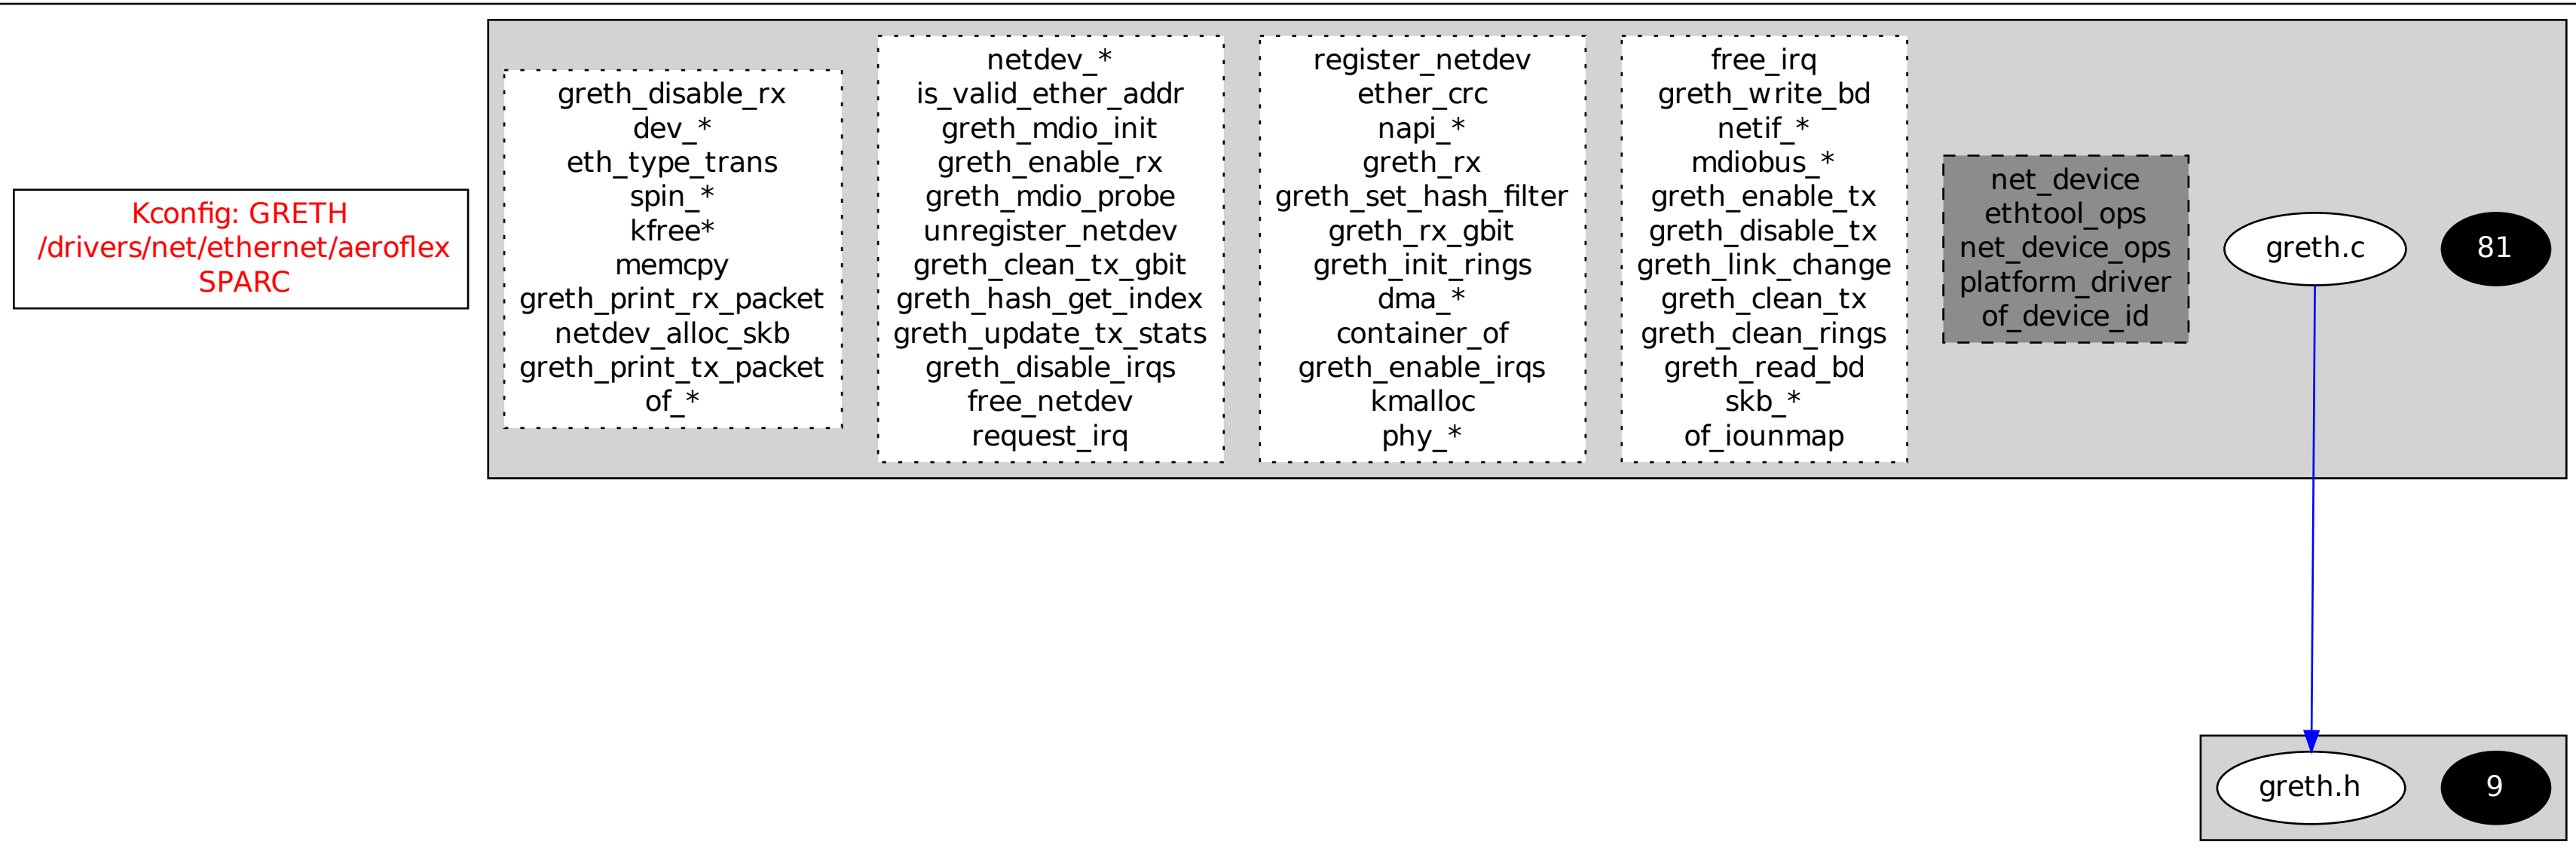 Kconfig: GRETH
/drivers/net/ethernet/aeroflex
SPARC
greth_disable_rx
dev_*
eth_type_trans
spin_*
kfree*
memcpy
greth_print_rx_packet
netdev_alloc_skb
greth_print_tx_packet
of_*
netdev_*
is_valid_ether_addr
greth_mdio_init
greth_enable_rx
greth_mdio_probe
unregister_netdev
greth_clean_tx_gbit
greth_hash_get_index
greth_update_tx_stats
greth_disable_irqs
free_netdev
request_irq
register_netdev
ether_crc
napi_*
greth_rx
greth_set_hash_filter
greth_rx_gbit
greth_init_rings
dma_*
container_of
greth_enable_irqs
kmalloc
phy_*
free_irq
greth_write_bd
netif_*
mdiobus_*
greth_enable_tx
greth_disable_tx
greth_link_change
greth_clean_tx
greth_clean_rings
greth_read_bd
skb_*
of_iounmap
net_device
ethtool_ops
net_device_ops
platform_driver
of_device_id
greth.c
81
greth.h
9